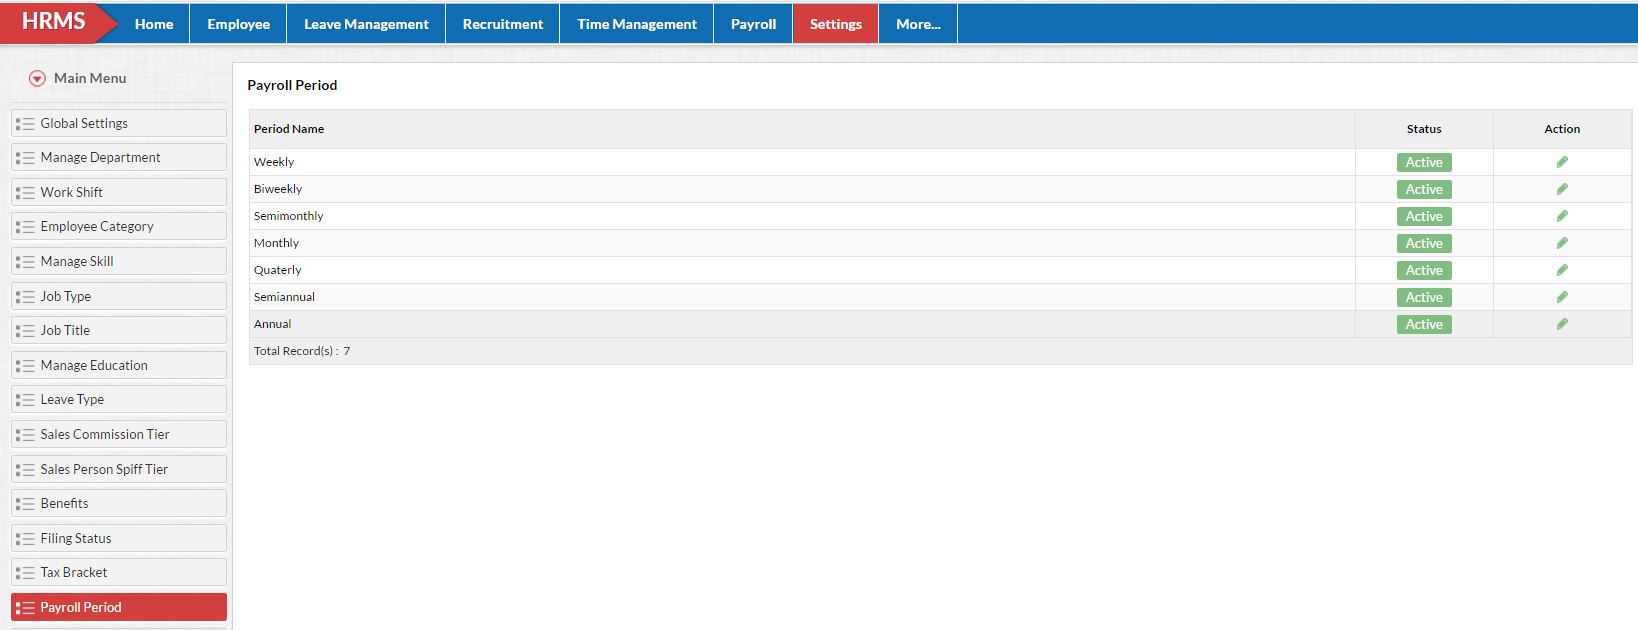 HRMS Home Employee Leave Management Recruitment Time Management Payroll Settings More...
Main Menu
Global Settings
Manage Department
Work Shift
Employee Category
Manage Skill
Job Type
Job Title
Manage Education
Leave Type
Sales Commission Tier
Sales Person Spiff Tier
Benefits
Filing Status
Tax Bracket
Payroll Period
Payroll Period
Period Name Status Action
Weekly Active
Biweekly Active
Semimonthly Active
Monthly Active
Quaterly Active
Semiannual Active
Annual Active
Total Record(s) : 7